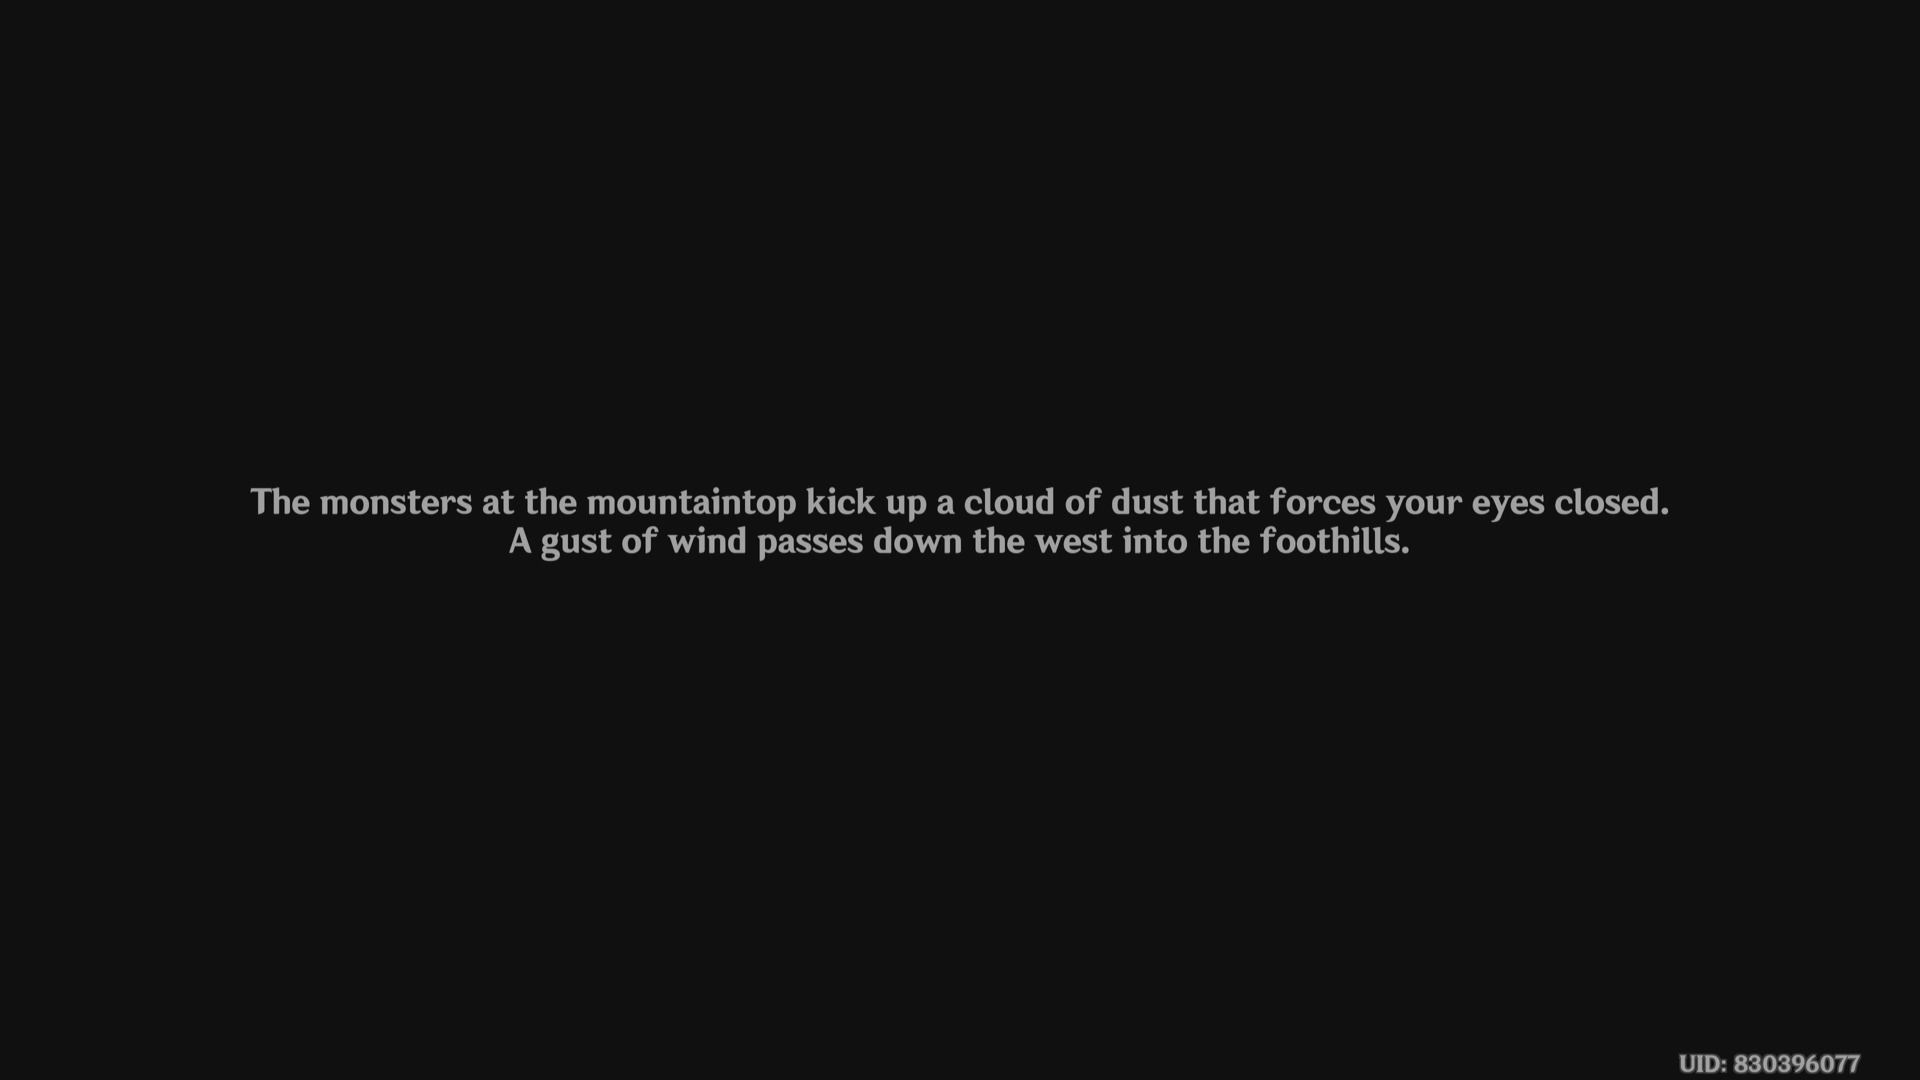 The monsters at the mountaintop kick up a cloud of dust that forces your eyes closed.
A gust of wind passes down the west into the foothills.
UID: 830396077